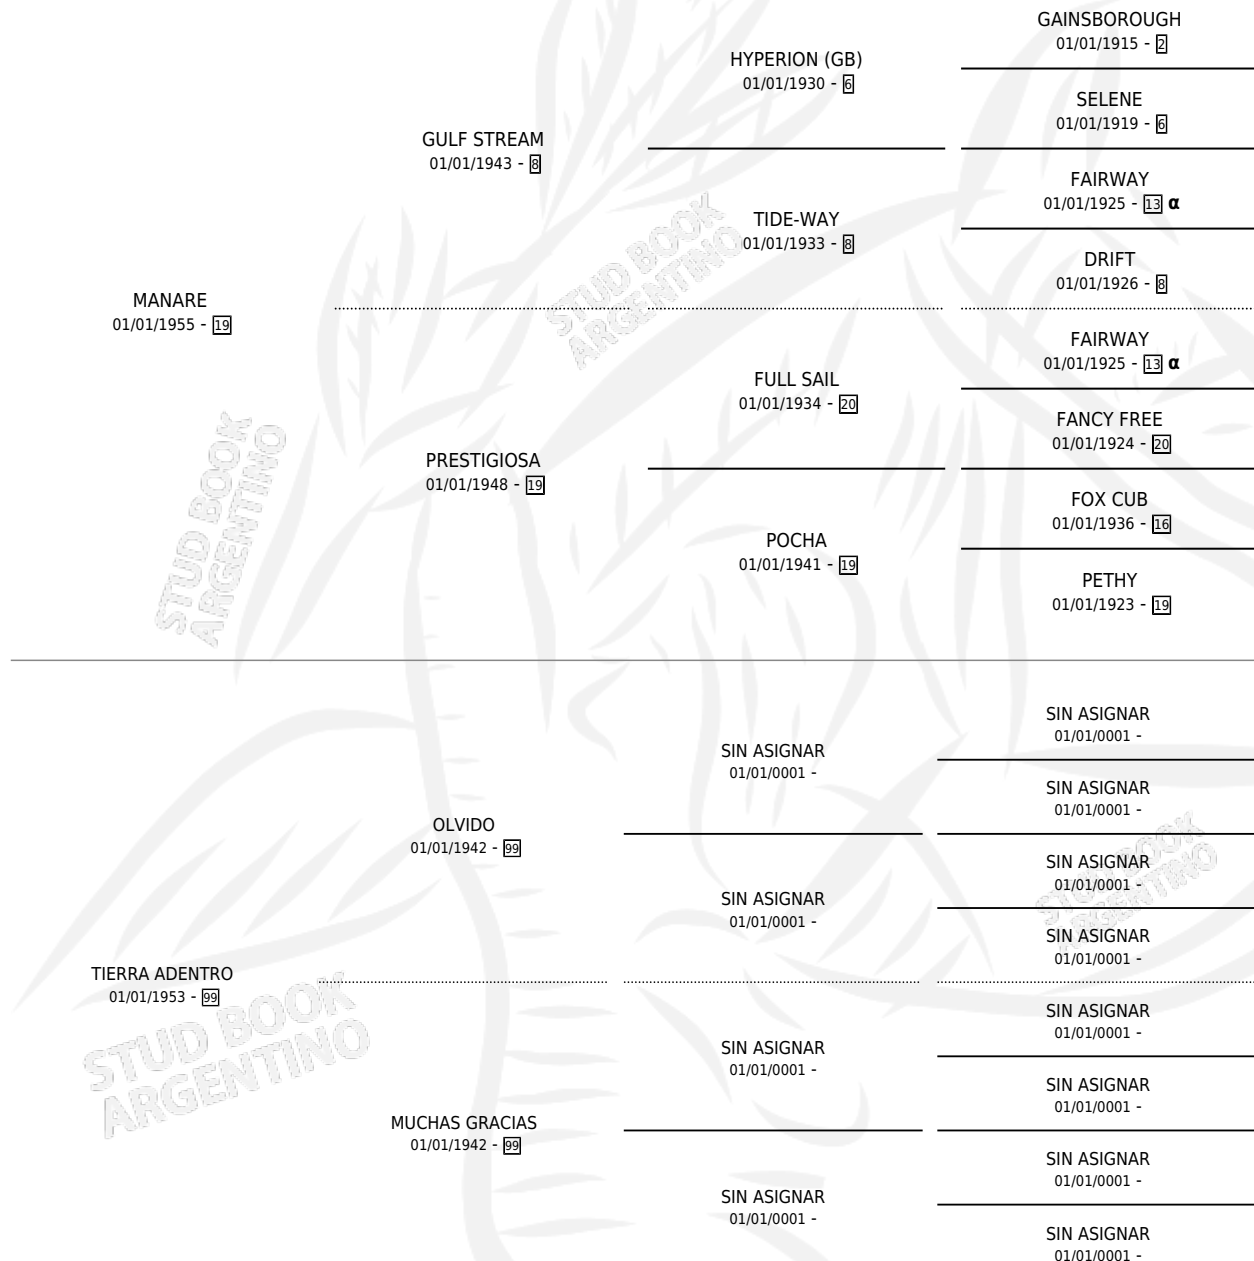 GAINSBOROUGH
01/01/1915 - 2
HYPERION (GB)
01/01/1930 - 6
SELENE
01/01/1919 - 6
GULF STREAM
01/01/1943 - 8
FAIRWAY
01/01/1925 - 13 α
TIDE-WAY
01/01/1933 - 8
DRIFT
01/01/1926 - 8
MANARE
01/01/1955 - 19
FAIRWAY
01/01/1925 - 13 α
FULL SAIL
01/01/1934 - 20
FANCY FREE
01/01/1924 - 20
PRESTIGIOSA
01/01/1948 - 19
FOX CUB
01/01/1936 - 16
POCHA
01/01/1941 - 19
PETHY
01/01/1923 - 19
STUD BOOK
ARGENTINO
STUD BOOK
ARGENTINO
SIN ASIGNAR
01/01/0001 -
SIN ASIGNAR
01/01/0001 -
SIN ASIGNAR
01/01/0001 -
OLVIDO
01/01/1942 - 99
SIN ASIGNAR
01/01/0001 -
SIN ASIGNAR
01/01/0001 -
SIN ASIGNAR
01/01/0001 -
TIERRA ADENTRO
01/01/1953 - 99
SIN ASIGNAR
01/01/0001 -
SIN ASIGNAR
01/01/0001 -
SIN ASIGNAR
01/01/0001 -
MUCHAS GRACIAS
01/01/1942 - 99
SIN ASIGNAR
01/01/0001 -
SIN ASIGNAR
01/01/0001 -
SIN ASIGNAR
01/01/0001 -
STUD BOOK
ARGENTINO
STUD BOOK
ARGENTINO